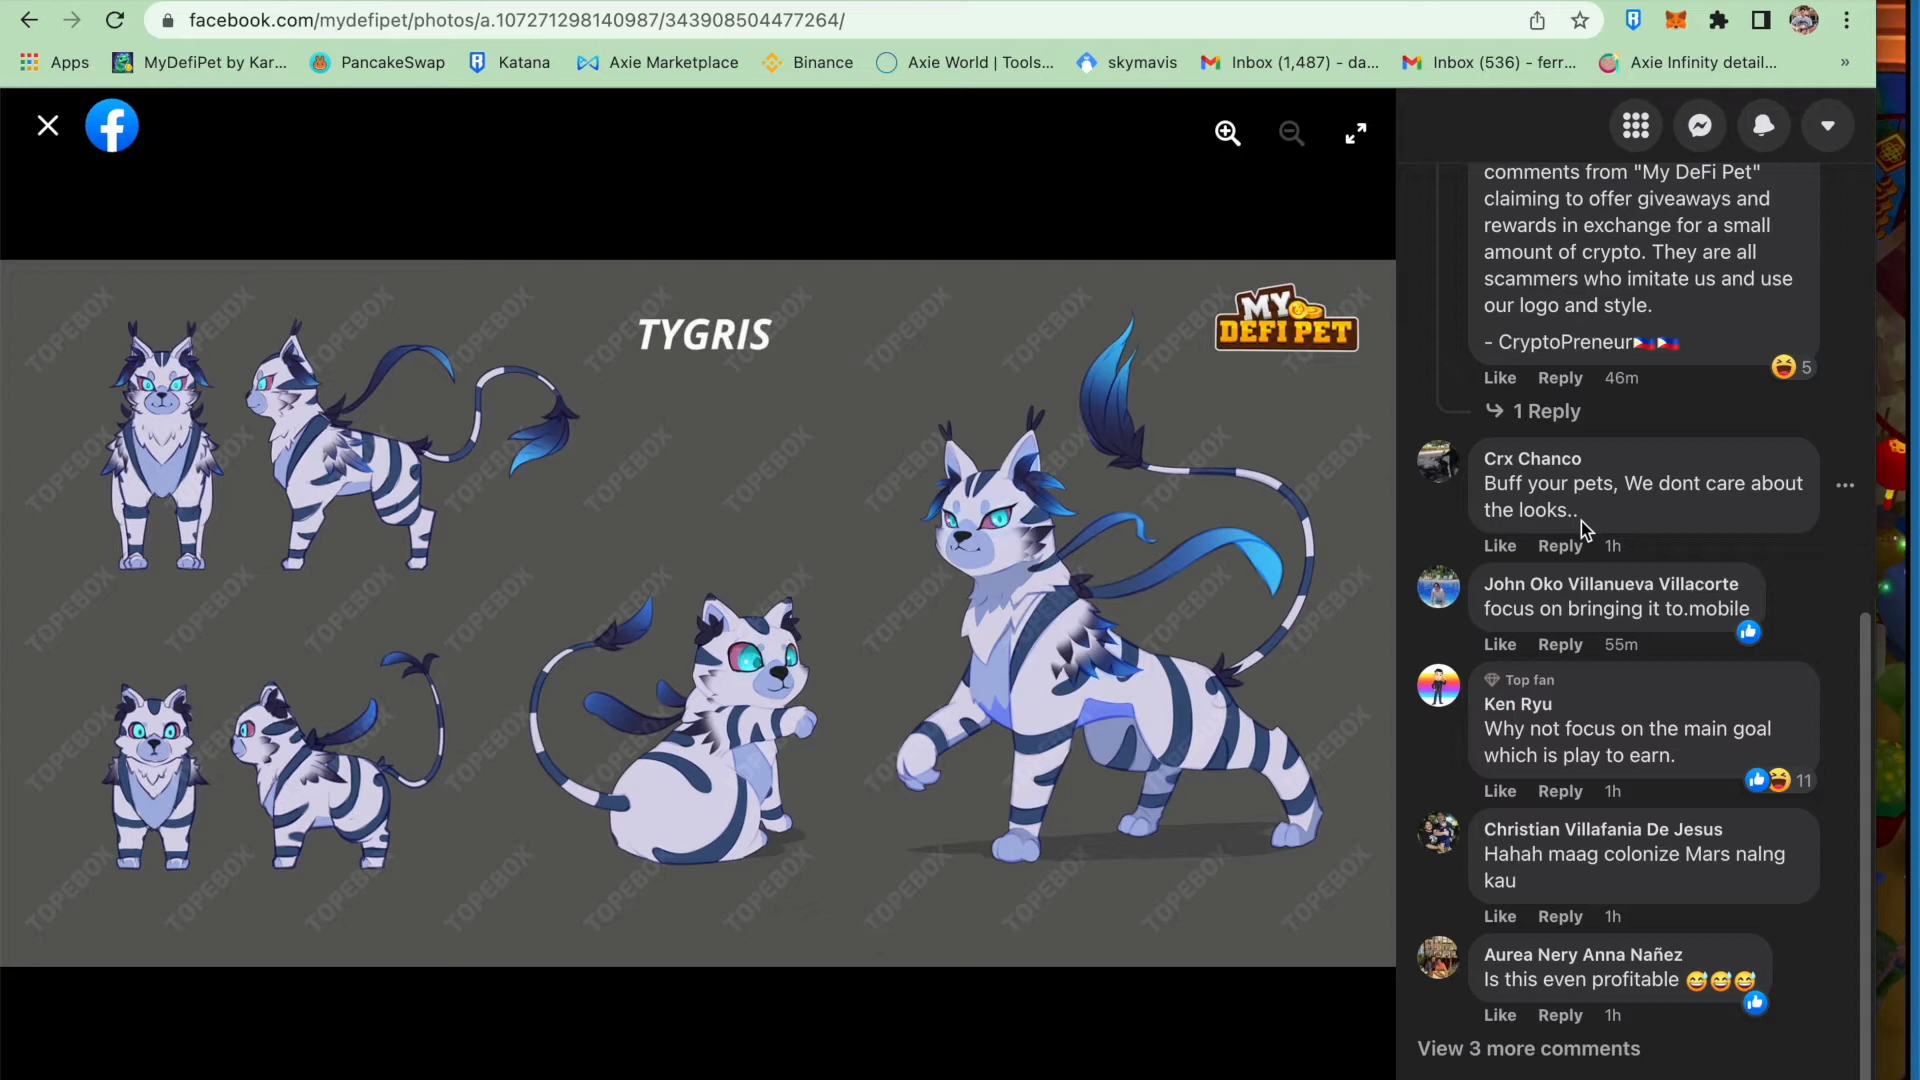 facebook.com/mydefipet/photos/a.107271298140987/343908504477264/
Apps MyDefiPet by Kar... PancakeSwap Katana Axie Marketplace Binance Axie World | Tools... skymavis Inbox (1,487) - da... Inbox (536) - ferr... Axie Infinity detail... »
TYGRIS
MY
DEFI PET
TOPEBOX
comments from "My DeFi Pet"
claiming to offer giveaways and
rewards in exchange for a small
amount of crypto. They are all
scammers who imitate us and use
our logo and style.
- CryptoPreneur🇵🇭🇵🇭
5
Like Reply 46m
1 Reply
Crx Chanco
Buff your pets, We dont care about
the looks..
Like Reply 1h
John Oko Villanueva Villacorte
focus on bringing it to.mobile
Like Reply 55m
Top fan
Ken Ryu
Why not focus on the main goal
which is play to earn.
11
Like Reply 1h
Christian Villafania De Jesus
Hahah maag colonize Mars nalng
kau
Like Reply 1h
Aurea Nery Anna Nañez
Is this even profitable 😅😅😅
Like Reply 1h
View 3 more comments